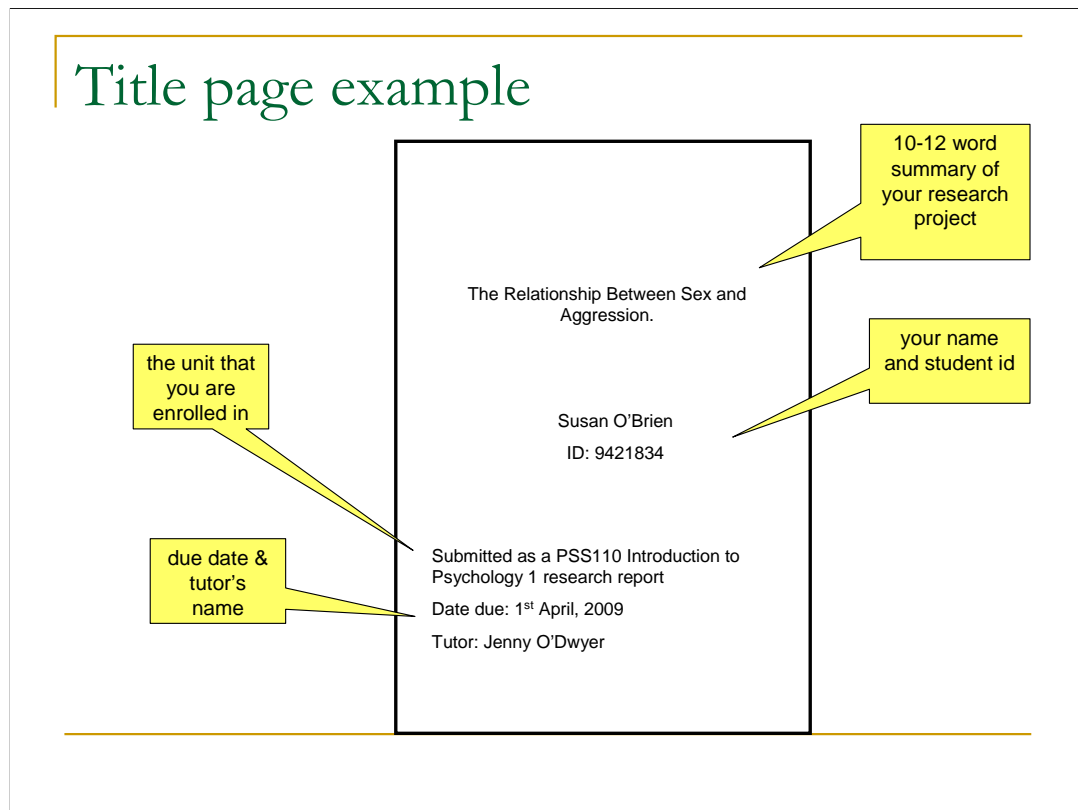 Title page example
10-12 word
summary of
your research
project
The Relationship Between Sex and
Aggression.
your name
and student id
the unit that
you are
enrolled in
Susan O’Brien
ID: 9421834
due date &
tutor’s
name
Submitted as a PSS110 Introduction to
Psychology 1 research report
Date due: 1st April, 2009
Tutor: Jenny O’Dwyer